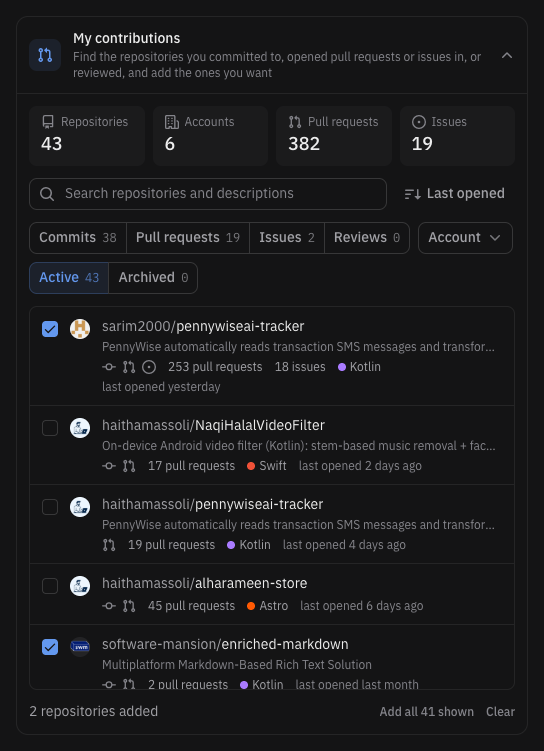 My contributions
Find the repositories you committed to, opened pull requests or issues in, or
reviewed, and add the ones you want
Repositories
43
Accounts
6
Pull requests
382
Issues
19
Search repositories and descriptions
Last opened
Commits 38
Pull requests 19
Issues 2
Reviews 0
Account
Active 43
Archived 0
sarim2000/pennywiseai-tracker
PennyWise automatically reads transaction SMS messages and transfor...
253 pull requests 18 issues Kotlin
last opened yesterday
haithamassoli/NaqiHalalVideoFilter
On-device Android video filter (Kotlin): stem-based music removal + fac...
17 pull requests Swift last opened 2 days ago
haithamassoli/pennywiseai-tracker
PennyWise automatically reads transaction SMS messages and transfor...
19 pull requests Kotlin last opened 4 days ago
haithamassoli/alharameen-store
45 pull requests Astro last opened 6 days ago
swm
software-mansion/enriched-markdown
Multiplatform Markdown-Based Rich Text Solution
2 pull requests Kotlin last opened last month
2 repositories added
Add all 41 shown
Clear